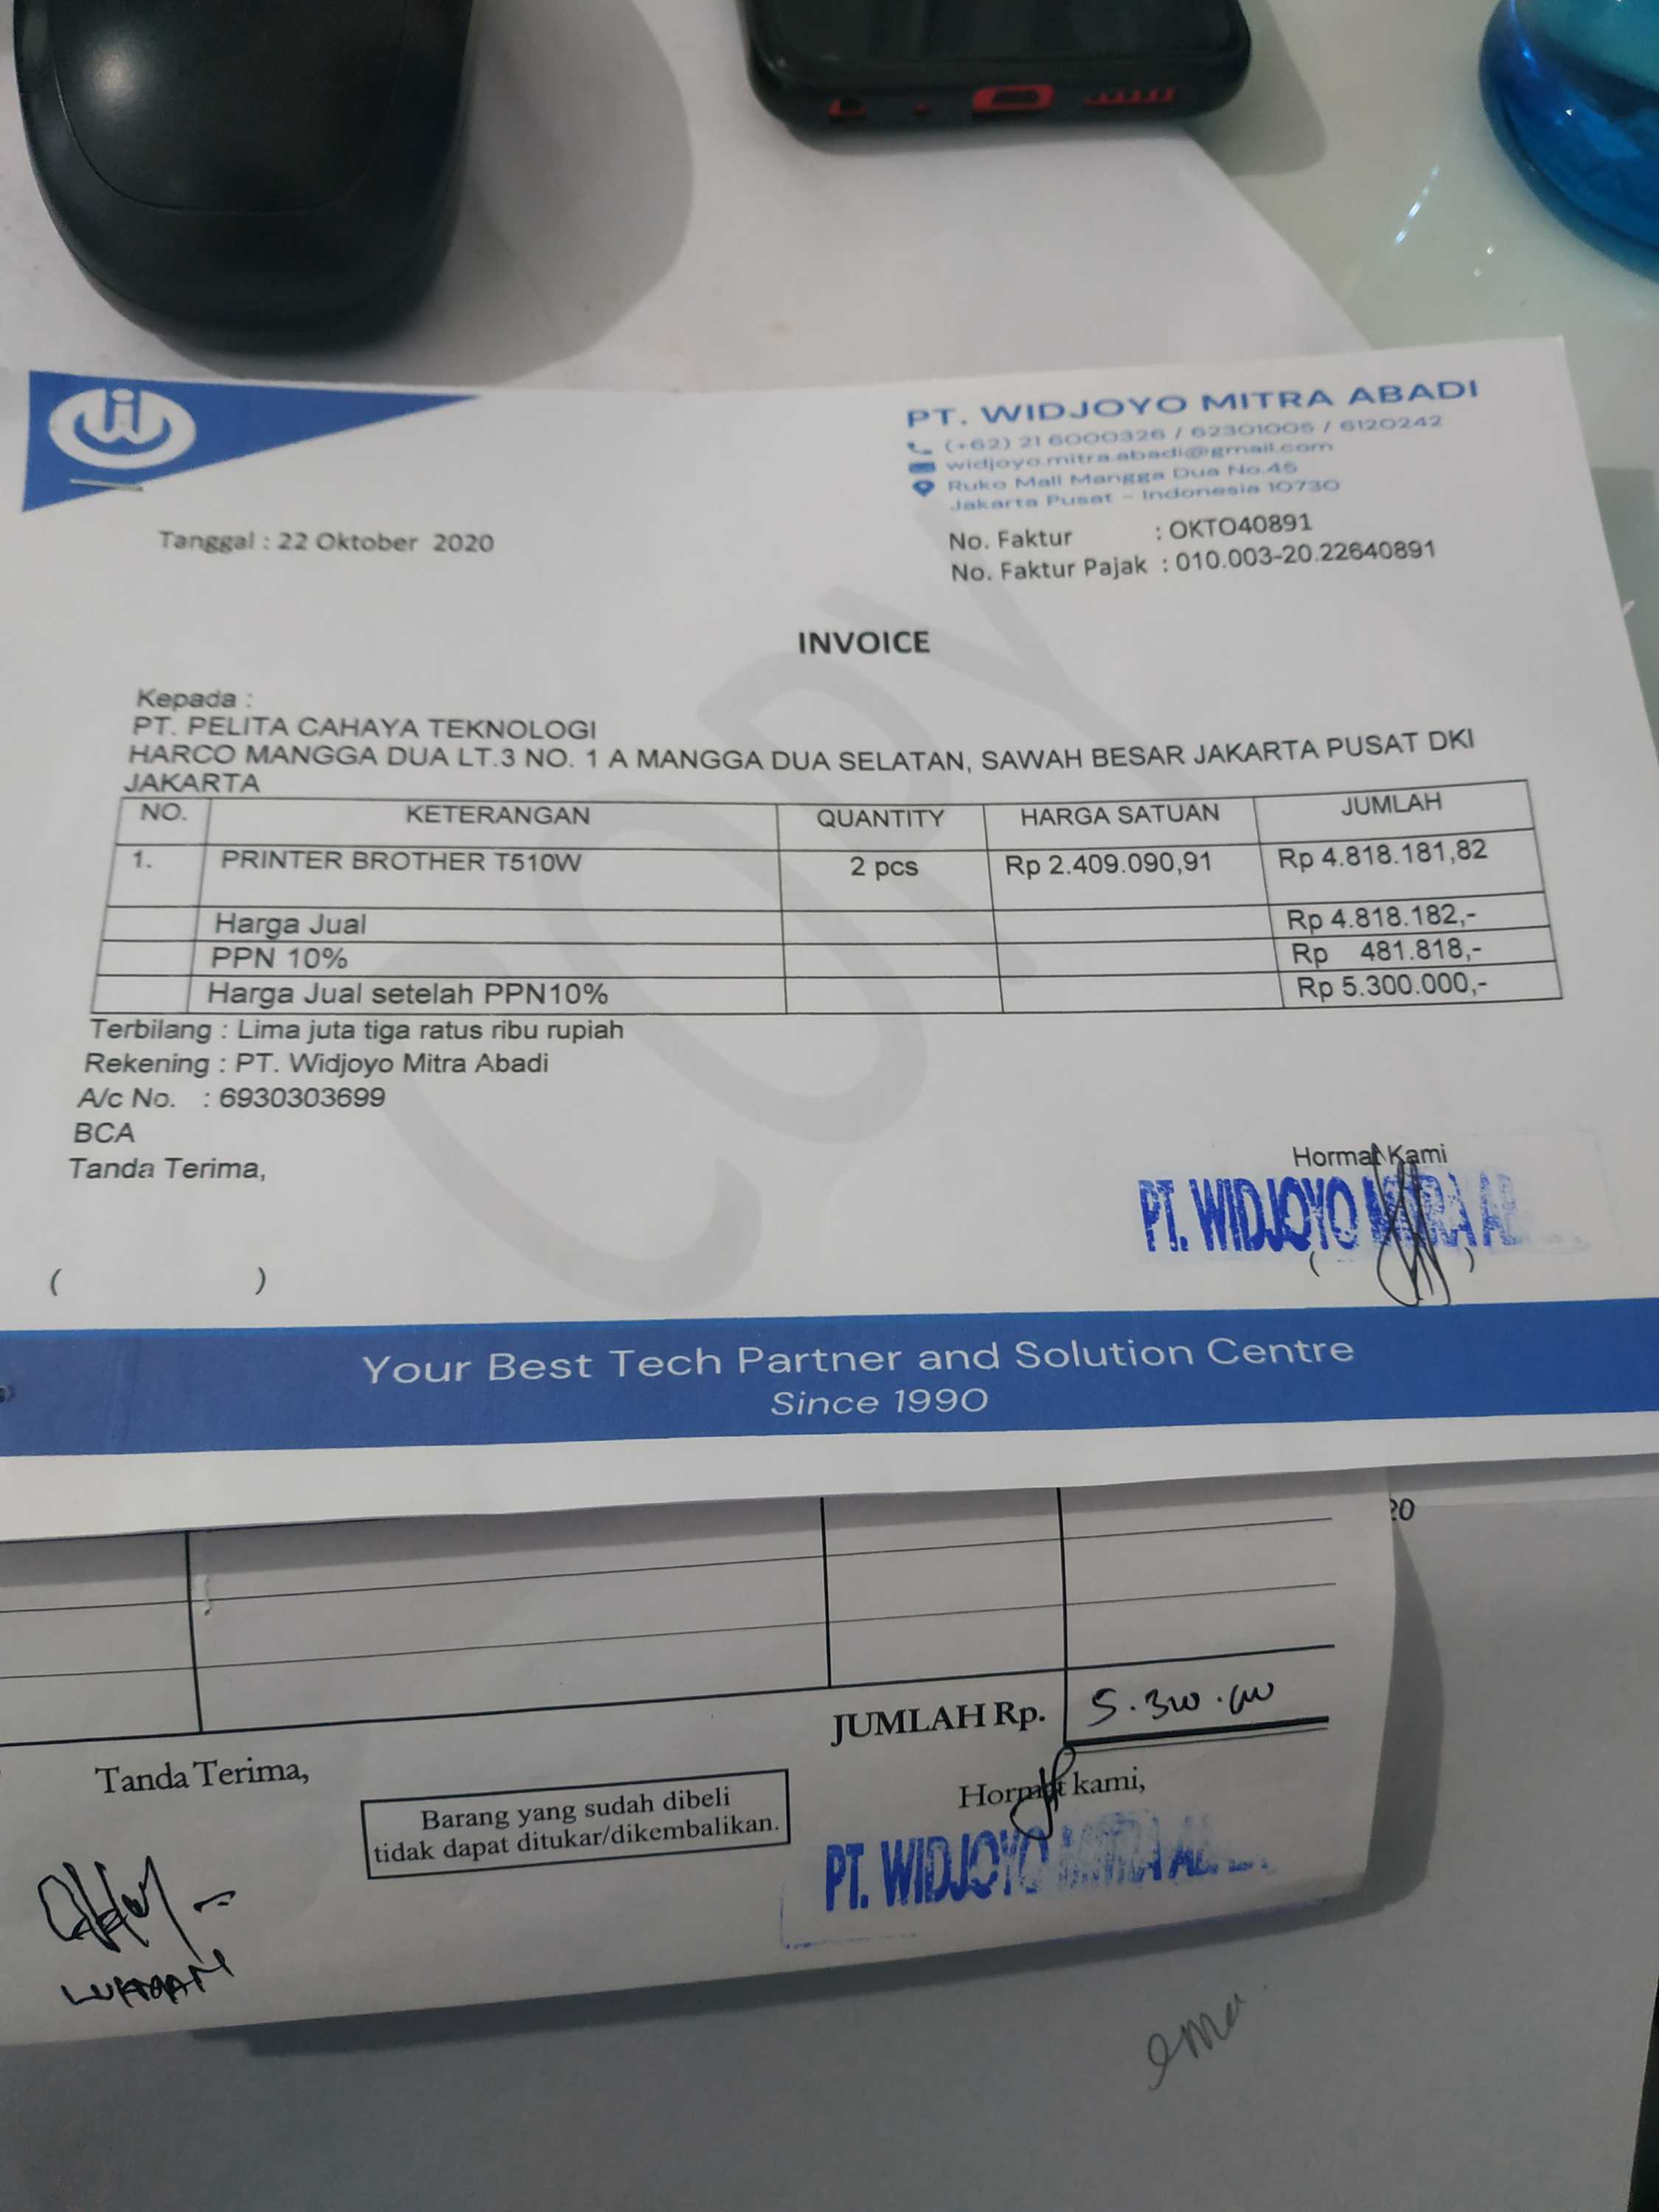 PT. WIDJOYO MITRA ABADI
(+62) 21 6000326 / 62301005 / 6120242
widjoyo.mitra.abadi@gmail.com
Ruko Mall Mangga Dua No.45
Jakarta Pusat - Indonesia 10730
Tanggal : 22 Oktober 2020
No. Faktur : OKTO40891
No. Faktur Pajak : 010.003-20.22640891
INVOICE
COPY
Kepada :
PT. PELITA CAHAYA TEKNOLOGI
HARCO MANGGA DUA LT.3 NO. 1 A MANGGA DUA SELATAN, SAWAH BESAR JAKARTA PUSAT DKI
JAKARTA
NO. KETERANGAN QUANTITY HARGA SATUAN JUMLAH
1. PRINTER BROTHER T510W 2 pcs Rp 2.409.090,91 Rp 4.818.181,82
Harga Jual Rp 4.818.182,-
PPN 10% Rp 481.818,-
Harga Jual setelah PPN10% Rp 5.300.000,-
Terbilang : Lima juta tiga ratus ribu rupiah
Rekening : PT. Widjoyo Mitra Abadi
A/c No. : 6930303699
BCA
Tanda Terima,
Hormat Kami
PT. WIDJOYO MITRA
( ) ( )
Your Best Tech Partner and Solution Centre
Since 1990
20
JUMLAH Rp. 5.300.000
Tanda Terima,
Barang yang sudah dibeli
tidak dapat ditukar/dikembalikan.
Hormat kami,
PT. WIDJOYO MITRA
LUKMAN